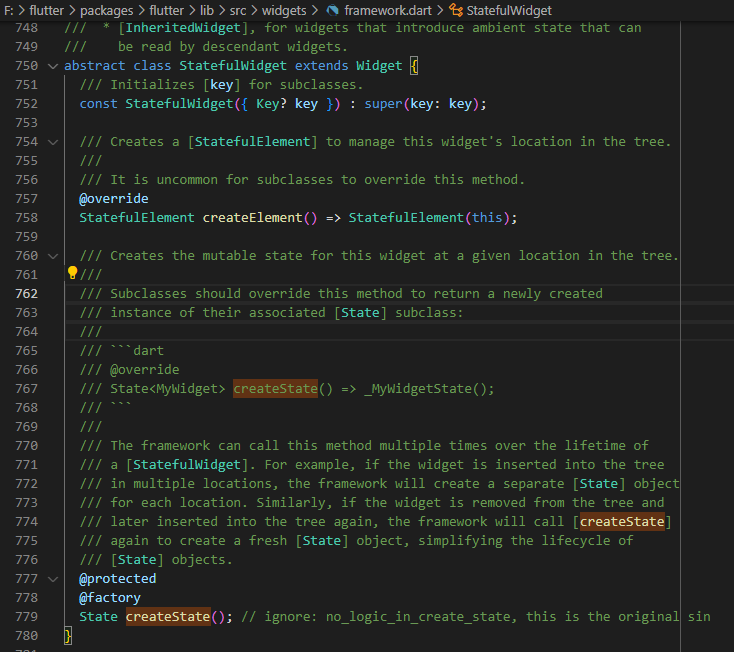 F: > flutter > packages > flutter > lib > src > widgets > framework.dart > StatefulWidget
748 /// * [InheritedWidget], for widgets that introduce ambient state that can
749 /// be read by descendant widgets.
750 abstract class StatefulWidget extends Widget {
751 /// Initializes [key] for subclasses.
752 const StatefulWidget({ Key? key }) : super(key: key);
753
754 /// Creates a [StatefulElement] to manage this widget's location in the tree.
755 ///
756 /// It is uncommon for subclasses to override this method.
757 @override
758 StatefulElement createElement() => StatefulElement(this);
759
760 /// Creates the mutable state for this widget at a given location in the tree.
761 ///
762 /// Subclasses should override this method to return a newly created
763 /// instance of their associated [State] subclass:
764 ///
765 /// ```dart
766 /// @override
767 /// State<MyWidget> createState() => _MyWidgetState();
768 /// ```
769 ///
770 /// The framework can call this method multiple times over the lifetime of
771 /// a [StatefulWidget]. For example, if the widget is inserted into the tree
772 /// in multiple locations, the framework will create a separate [State] object
773 /// for each location. Similarly, if the widget is removed from the tree and
774 /// later inserted into the tree again, the framework will call [createState]
775 /// again to create a fresh [State] object, simplifying the lifecycle of
776 /// [State] objects.
777 @protected
778 @factory
779 State createState(); // ignore: no_logic_in_create_state, this is the original sin
780 }